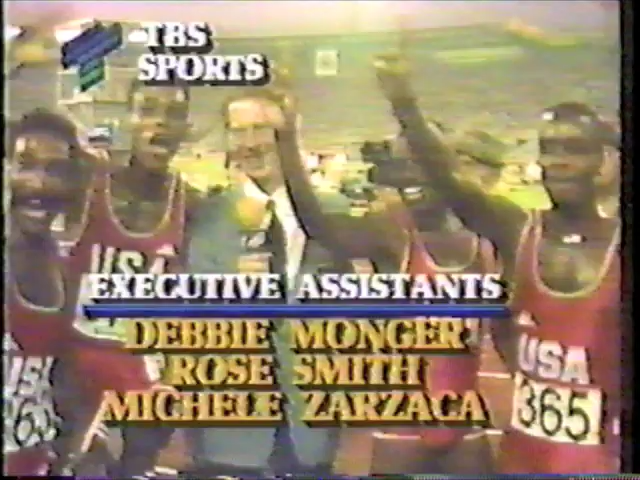 TBS
SPORTS
EXECUTIVE ASSISTANTS
DEBBIE MONGER
ROSE SMITH
MICHELE ZARZACA
USA
USA
365